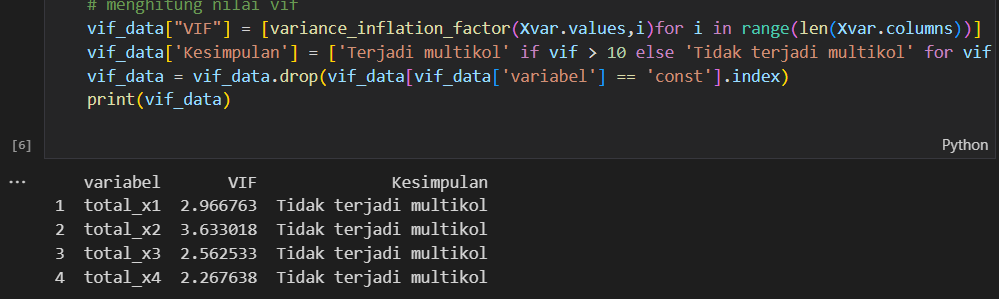 # menghitung nilai vif
vif_data["VIF"] = [variance_inflation_factor(Xvar.values,i)for i in range(len(Xvar.columns))]
vif_data['Kesimpulan'] = ['Terjadi multikol' if vif > 10 else 'Tidak terjadi multikol' for vif
vif_data = vif_data.drop(vif_data[vif_data['variabel'] == 'const'].index)
print(vif_data)
[6]
Python
variabel VIF Kesimpulan
1 total_x1 2.966763 Tidak terjadi multikol
2 total_x2 3.633018 Tidak terjadi multikol
3 total_x3 2.562533 Tidak terjadi multikol
4 total_x4 2.267638 Tidak terjadi multikol